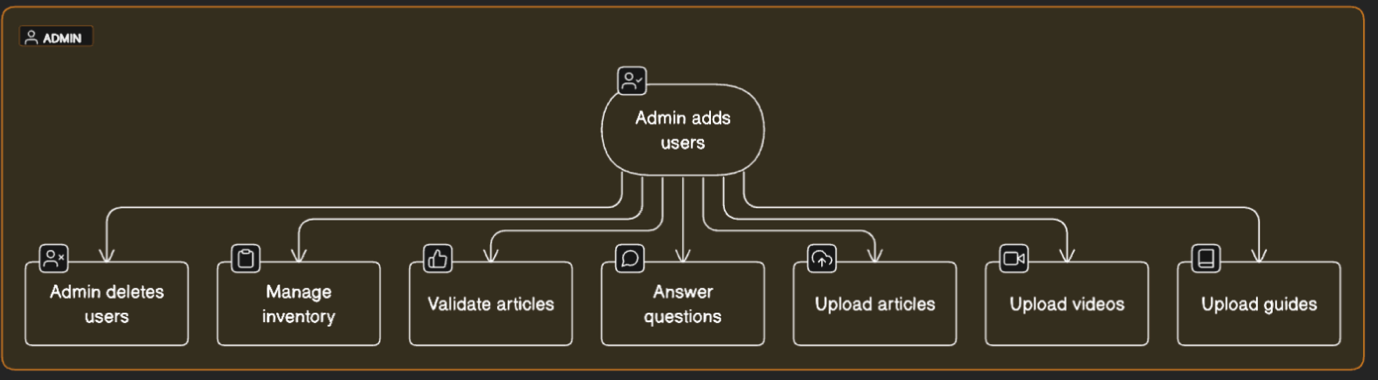 ADMIN
Admin adds
users
Admin deletes
users
Manage
inventory
Validate articles
Answer
questions
Upload articles
Upload videos
Upload guides